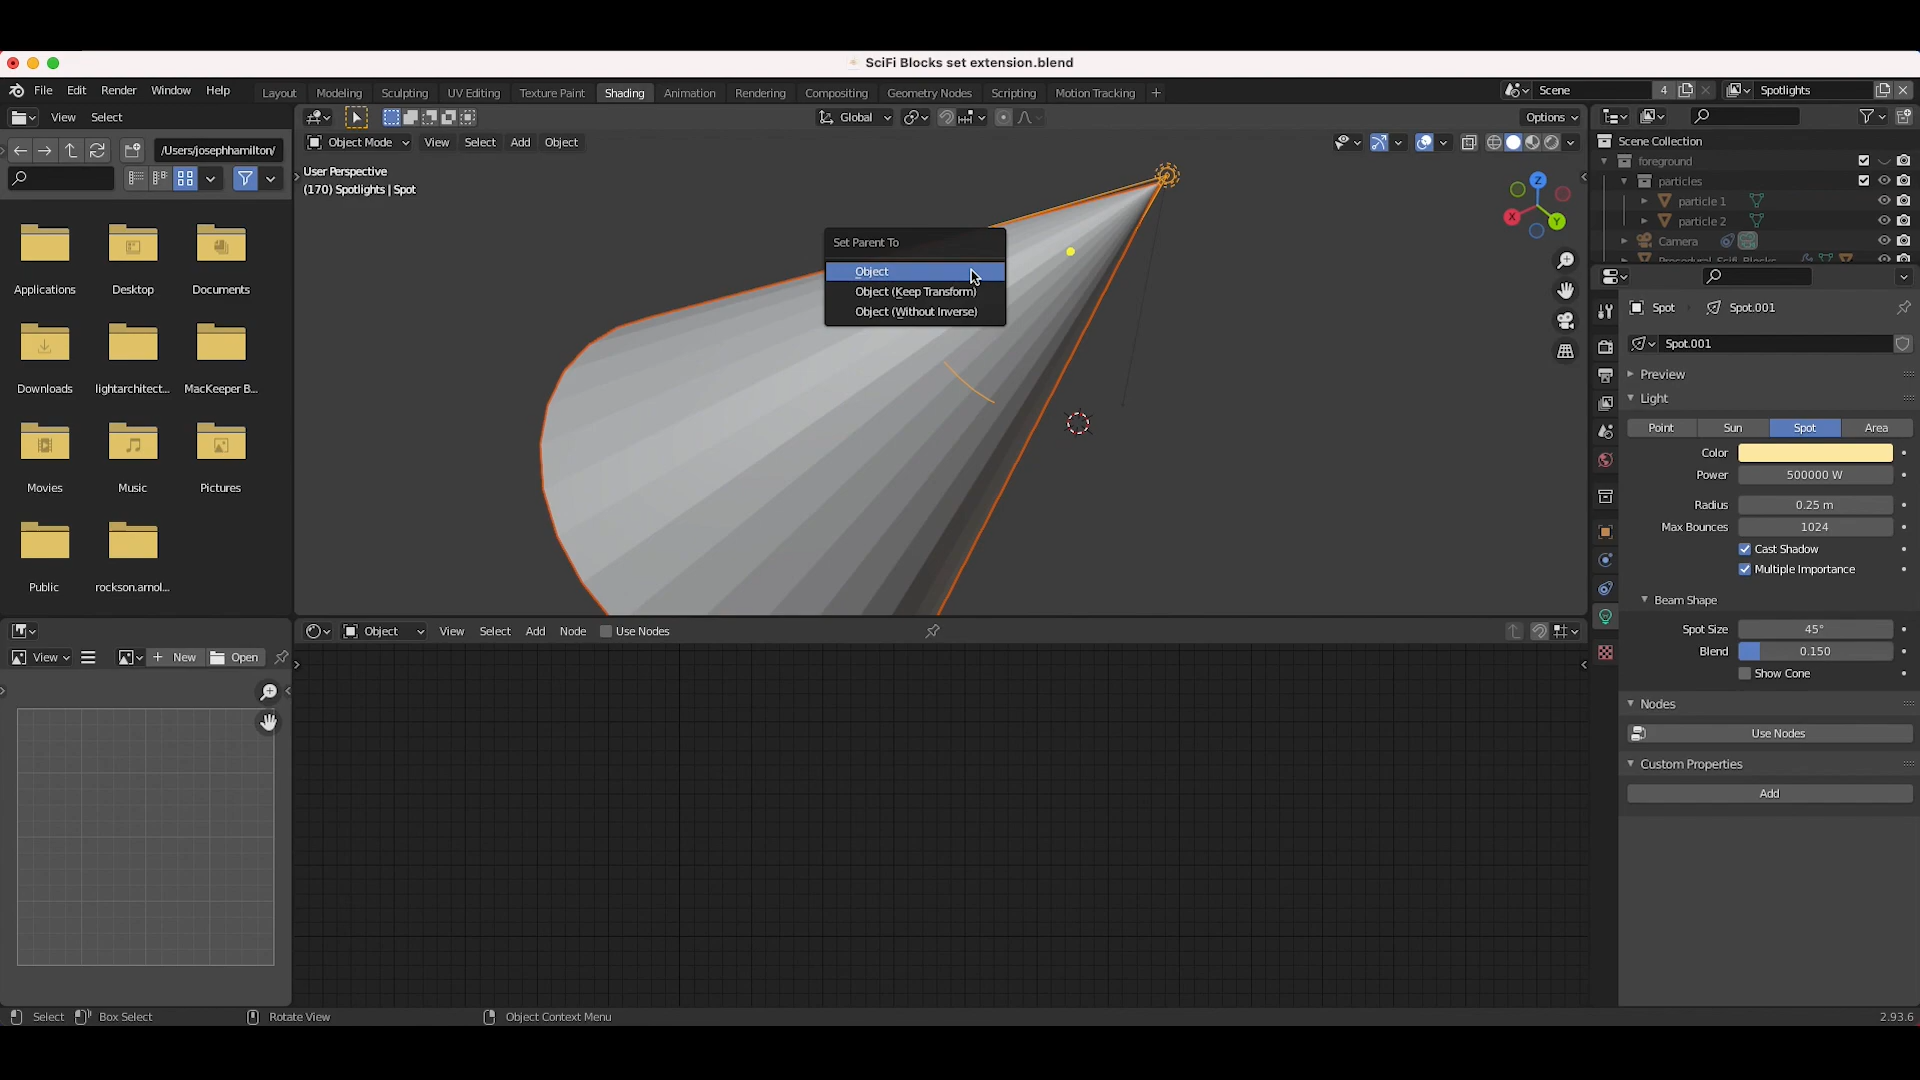 SciFi Blocks set extension.blend
File Edit Render Window Help
Layout Modeling Sculpting UV Editing Texture Paint Shading Animation Rendering Compositing Geometry Nodes Scripting Motion Tracking +
Scene 4 Spotlights
View Select
Global
Options
Scene Collection
/Users/josephhamilton/
Object Mode View Select Add Object
foreground
particles
particle 1
particle 2
Camera
User Perspective
(170) Spotlights | Spot
Set Parent To
Object
Object (Keep Transform)
Object (Without Inverse)
Z
X
Y
Applications Desktop Documents
Downloads lightarchitect... MacKeeper B...
Movies Music Pictures
Public rockson.arnol...
Spot Spot.001
Spot.001
Preview
Light
Point Sun Spot Area
Color
Power 500000 W
Radius 0.25 m
Max Bounces 1024
Cast Shadow
Multiple Importance
Beam Shape
Spot Size 45°
Blend 0.150
Show Cone
Nodes
Use Nodes
Custom Properties
Add
Object View Select Add Node Use Nodes
View + New Open
Select Box Select Rotate View Object Context Menu
2.93.6